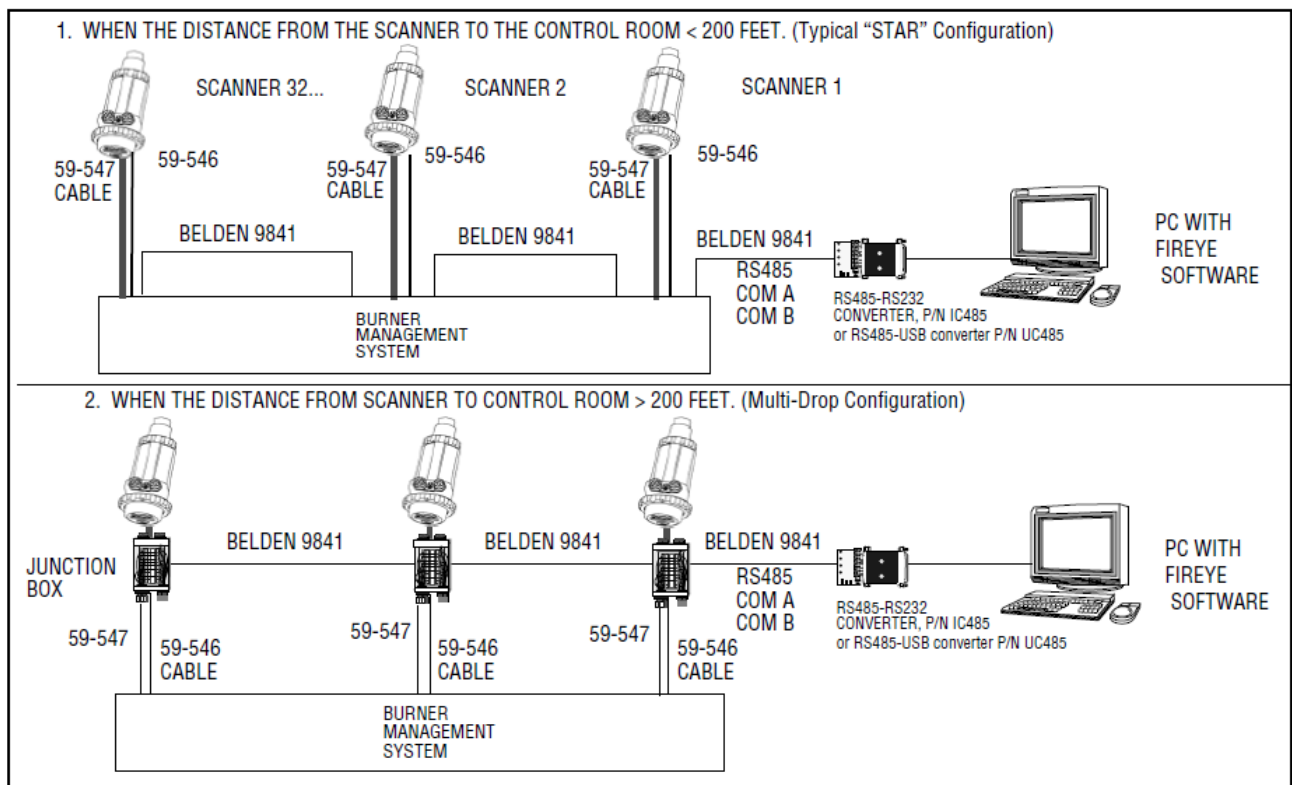 1. WHEN THE DISTANCE FROM THE SCANNER TO THE CONTROL ROOM < 200 FEET. (Typical “STAR” Configuration)
SCANNER 32...
SCANNER 2
SCANNER 1
59-547
CABLE
59-546
59-547
CABLE
59-546
59-547
CABLE
59-546
BELDEN 9841
BELDEN 9841
BELDEN 9841
RS485
COM A
COM B
RS485-RS232
CONVERTER, P/N IC485
or RS485-USB converter P/N UC485
PC WITH
FIREYE
SOFTWARE
BURNER
MANAGEMENT
SYSTEM
2. WHEN THE DISTANCE FROM SCANNER TO CONTROL ROOM > 200 FEET. (Multi-Drop Configuration)
JUNCTION
BOX
BELDEN 9841
BELDEN 9841
BELDEN 9841
RS485
COM A
COM B
RS485-RS232
CONVERTER, P/N IC485
or RS485-USB converter P/N UC485
PC WITH
FIREYE
SOFTWARE
59-547
59-546
CABLE
59-547
59-546
CABLE
59-547
59-546
CABLE
BURNER
MANAGEMENT
SYSTEM